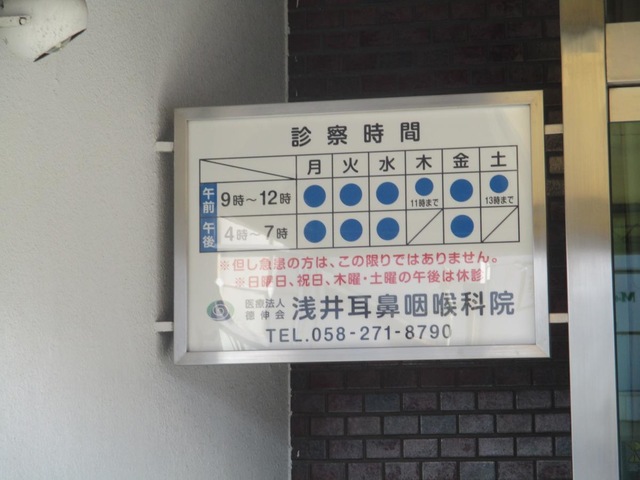 診察時間
月 火 水 木 金 土
午前 9時～12時 ● ● ● ● 11時まで ● ● 13時まで
午後 4時～7時 ● ● ● ●
※但し急患の方は、この限りではありません。
※日曜日、祝日、木曜・土曜の午後は休診
医療法人
徳伸会 浅井耳鼻咽喉科院
TEL.058-271-8790